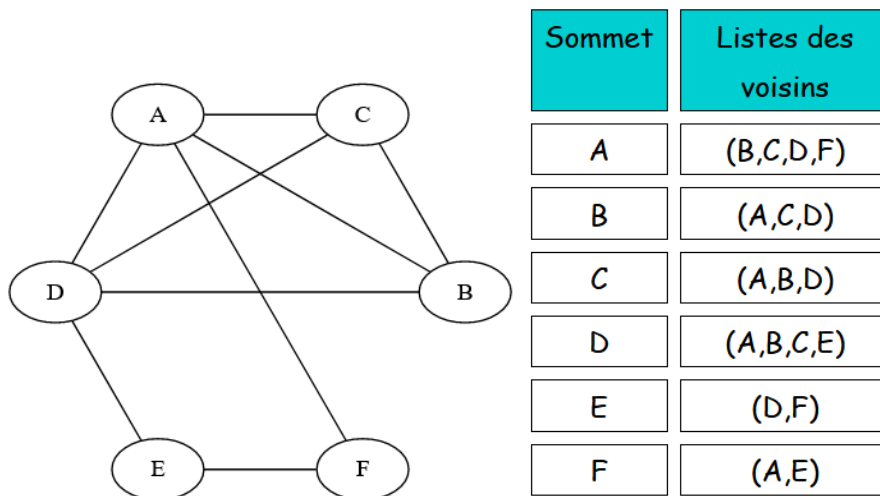 Sommet
Listes des
voisins
A
(B,C,D,F)
B
(A,C,D)
C
(A,B,D)
D
(A,B,C,E)
E
(D,F)
F
(A,E)
A
C
D
B
E
F